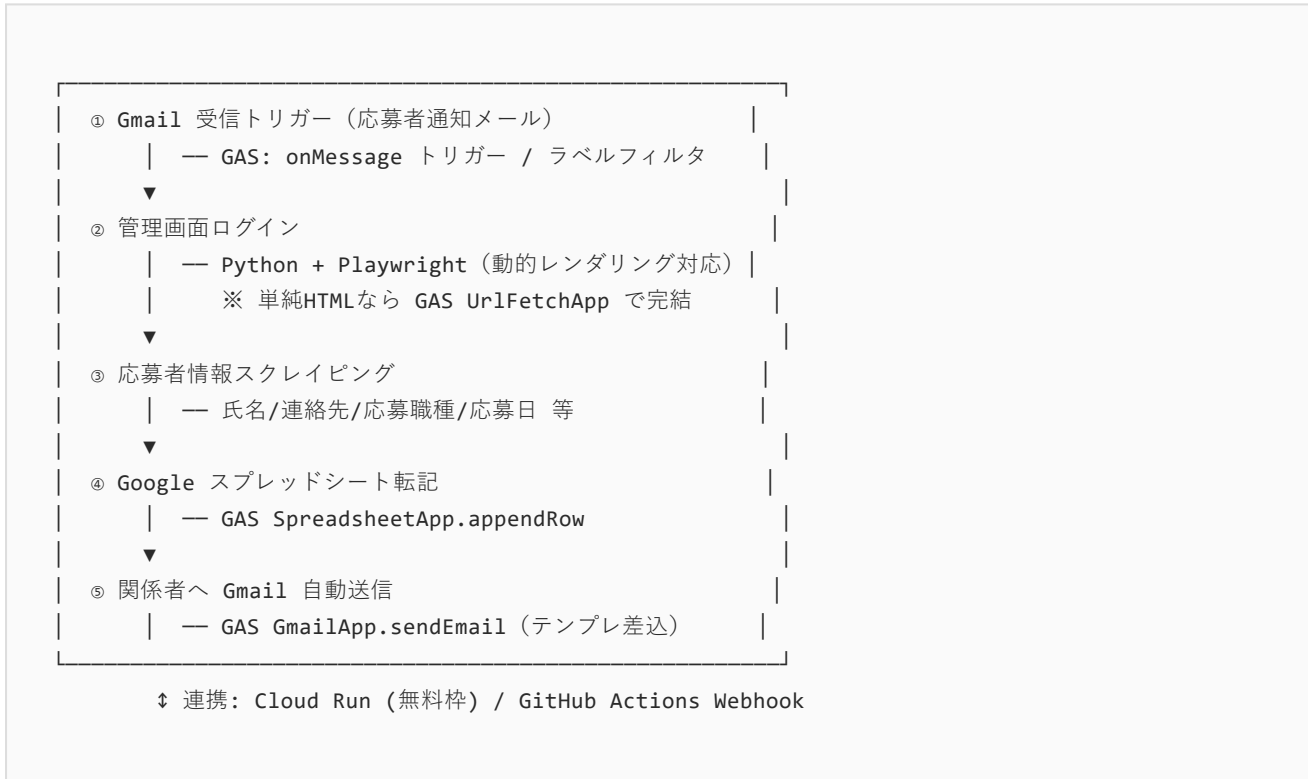 ① Gmail 受信トリガー（応募者通知メール）
── GAS: onMessage トリガー / ラベルフィルタ
▼
② 管理画面ログイン
── Python + Playwright（動的レンダリング対応）
※ 単純HTMLなら GAS UrlFetchApp で完結
▼
③ 応募者情報スクレイピング
── 氏名/連絡先/応募職種/応募日 等
▼
④ Google スプレッドシート転記
── GAS SpreadsheetApp.appendRow
▼
⑤ 関係者へ Gmail 自動送信
── GAS GmailApp.sendEmail（テンプレ差込）
↕ 連携: Cloud Run (無料枠) / GitHub Actions Webhook